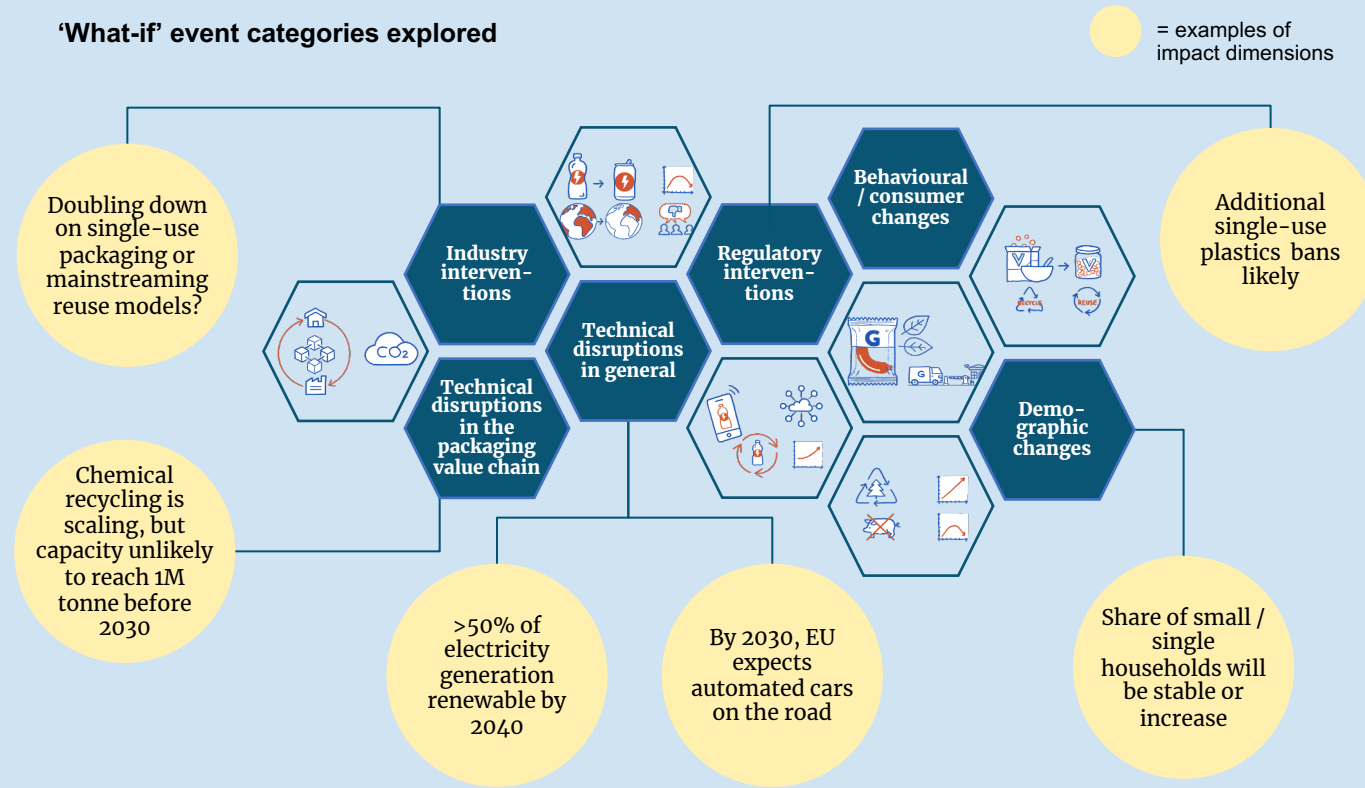 ‘What-if’ event categories explored
= examples of
impact dimensions
Doubling down
on single-use
packaging or
mainstreaming
reuse models?
Industry
interven-
tions
Regulatory
interven-
tions
Behavioural
/ consumer
changes
Additional
single-use
plastics bans
likely
Technical
disruptions
in general
Technical
disruptions
in the
packaging
value chain
Demo-
graphic
changes
CO2
V
V
RECYCLE
REUSE
G
G
Chemical
recycling is
scaling, but
capacity unlikely
to reach 1M
tonne before
2030
>50% of
electricity
generation
renewable by
2040
By 2030, EU
expects
automated cars
on the road
Share of small /
single
households will
be stable or
increase